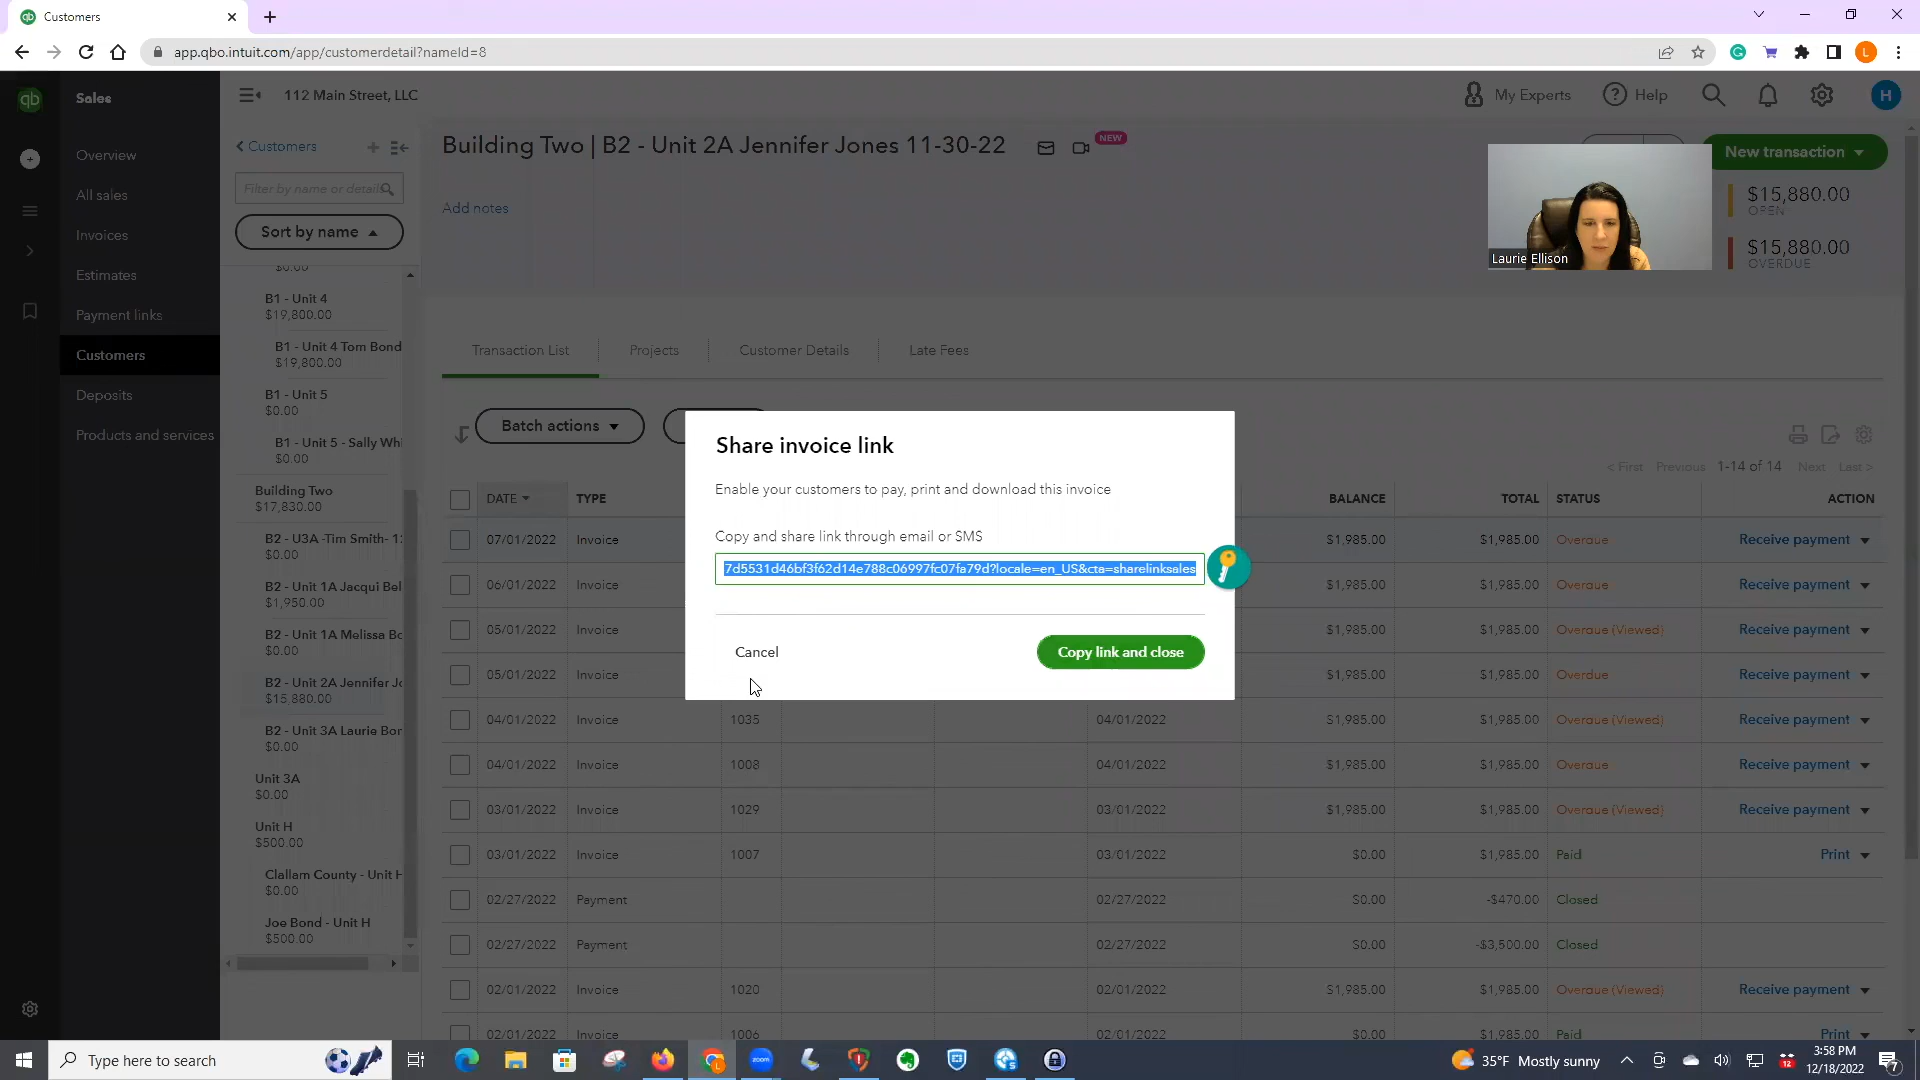 Customers
app.qbo.intuit.com/app/customerdetail?nameId=8
L
qb
Sales
112 Main Street, LLC
My Experts
Help
H
Overview
All sales
Invoices
Estimates
Payment links
Customers
Deposits
Products and services
Customers
Filter by name or details
Sort by name
$0.00
B1 - Unit 4
$19,800.00
B1 - Unit 4 Tom Bond
$19,800.00
B1 - Unit 5
$0.00
B1 - Unit 5 - Sally Whi
$0.00
Building Two
$17,830.00
B2 - U3A -Tim Smith- 1
$0.00
B2 - Unit 1A Jacqui Bel
$1,950.00
B2 - Unit 1A Melissa Bo
$0.00
B2 - Unit 2A Jennifer Jo
$15,880.00
B2 - Unit 3A Laurie Bor
$0.00
Unit 3A
$0.00
Unit H
$500.00
Clallam County - Unit H
$0.00
Joe Bond - Unit H
$500.00
Building Two | B2 - Unit 2A Jennifer Jones 11-30-22
NEW
New transaction
Add notes
Laurie Ellison
$15,880.00
OPEN
$15,880.00
OVERDUE
Transaction List
Projects
Customer Details
Late Fees
Batch actions
< First Previous 1-14 of 14 Next Last >
DATE TYPE BALANCE TOTAL STATUS ACTION
07/01/2022 Invoice $1,985.00 $1,985.00 Overdue Receive payment
06/01/2022 Invoice $1,985.00 $1,985.00 Overdue Receive payment
05/01/2022 Invoice $1,985.00 $1,985.00 Overdue (Viewed) Receive payment
05/01/2022 Invoice $1,985.00 $1,985.00 Overdue Receive payment
04/01/2022 Invoice 1035 04/01/2022 $1,985.00 $1,985.00 Overdue (Viewed) Receive payment
04/01/2022 Invoice 1008 04/01/2022 $1,985.00 $1,985.00 Overdue Receive payment
03/01/2022 Invoice 1029 03/01/2022 $1,985.00 $1,985.00 Overdue (Viewed) Receive payment
03/01/2022 Invoice 1007 03/01/2022 $0.00 $1,985.00 Paid Print
02/27/2022 Payment 02/27/2022 $0.00 -$470.00 Closed
02/27/2022 Payment 02/27/2022 $0.00 -$3,500.00 Closed
02/01/2022 Invoice 1020 02/01/2022 $1,985.00 $1,985.00 Overdue (Viewed) Receive payment
02/01/2022 Invoice 1006 02/01/2022 $0.00 $1,985.00 Paid Print
Share invoice link
Enable your customers to pay, print and download this invoice
Copy and share link through email or SMS
7d5531d46bf3f62d14e788c06997fc07fa79d?locale=en_US&cta=sharelinksales
Cancel
Copy link and close
Type here to search
zoom
35°F Mostly sunny
12
3:58 PM
12/18/2022
7